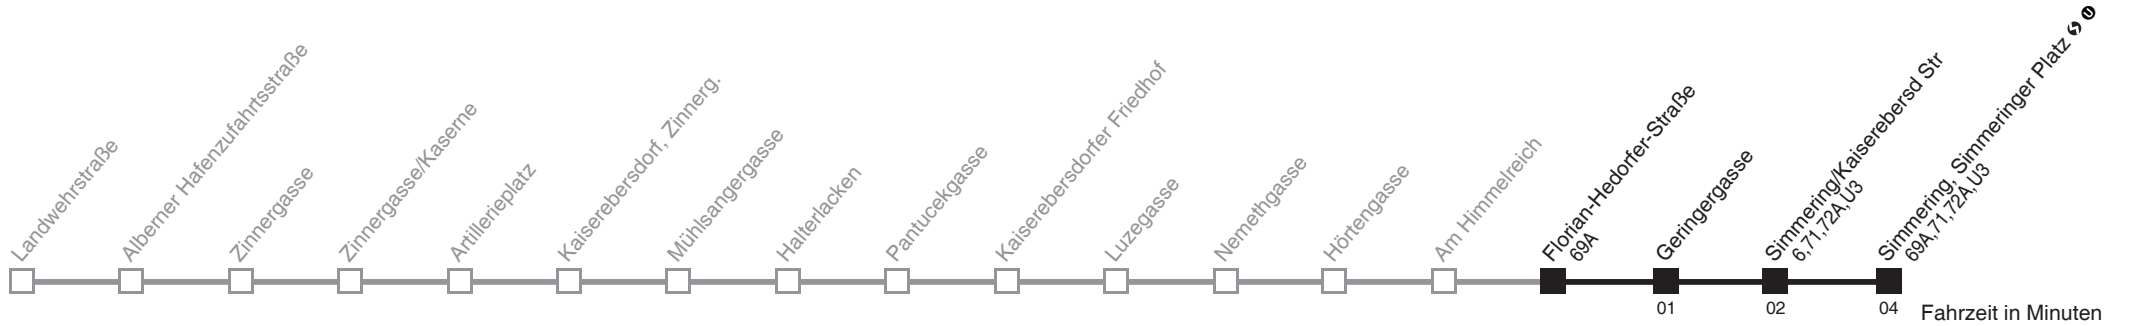 Landwehrstraße
Alberner Hafenzufahrtsstraße
Zinnergasse
Zinnergasse/Kaserne
Artillerieplatz
Kaiserebersdorf, Zinnerg.
Mühlsangergasse
Halterlacken
Pantucekgasse
Kaiserebersdorfer Friedhof
Luzegasse
Nemethgasse
Hörtengasse
Am Himmelreich
Florian-Hedorfer-Straße
69A
Geringergasse
Simmering/Kaiserebersd Str
6,71,72A,U3
Simmering, Simmeringer Platz S U
69A,71,72A,U3
01
02
04
Fahrzeit in Minuten